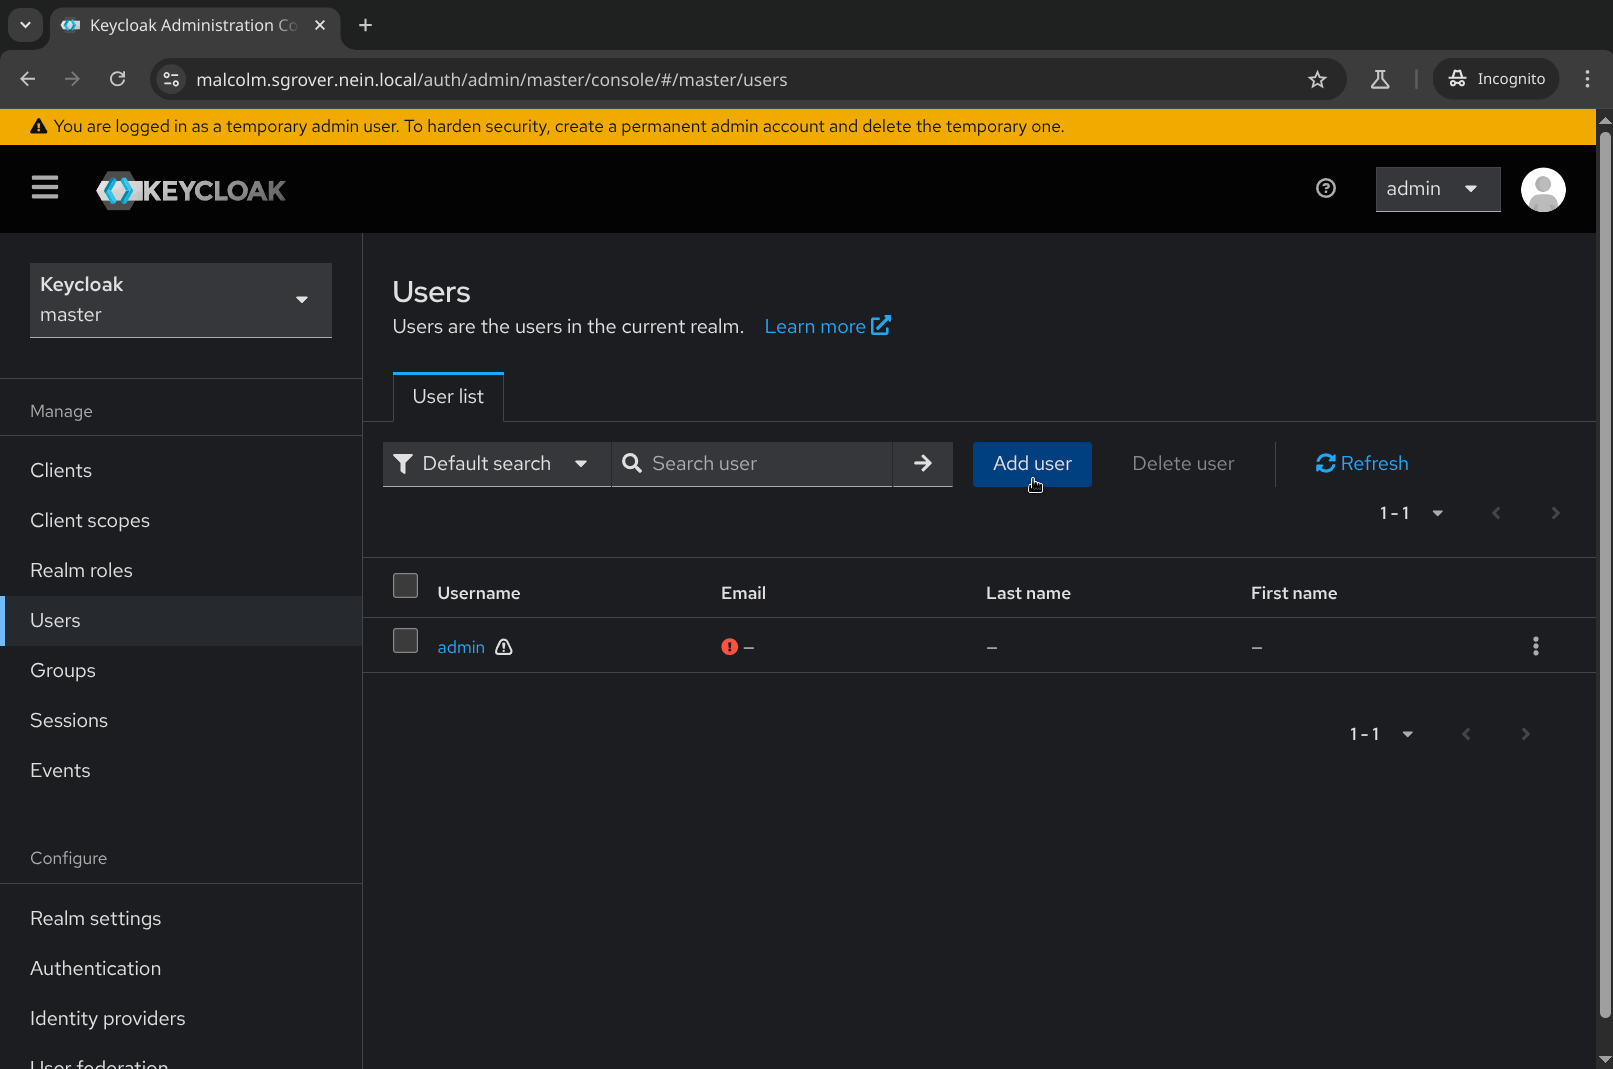 Keycloak Administration Co
malcolm.sgrover.nein.local/auth/admin/master/console/#/master/users
Incognito
You are logged in as a temporary admin user. To harden security, create a permanent admin account and delete the temporary one.
KEYCLOAK
admin
Keycloak
master
Manage
Clients
Client scopes
Realm roles
Users
Groups
Sessions
Events
Configure
Realm settings
Authentication
Identity providers
User federation
Users
Users are the users in the current realm. Learn more
User list
Default search Search user Add user Delete user Refresh
1 - 1
Username Email Last name First name
admin – – –
1 - 1